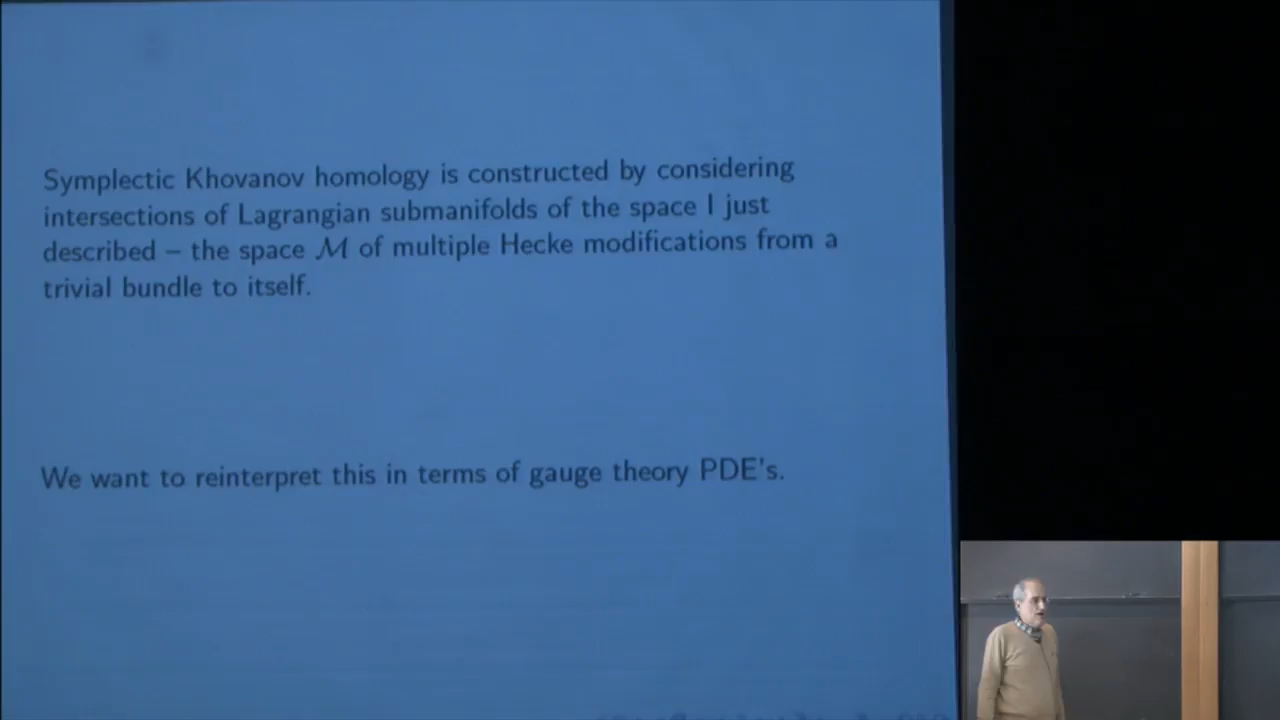 Symplectic Khovanov homology is constructed by considering
intersections of Lagrangian submanifolds of the space I just
described – the space ℳ of multiple Hecke modifications from a
trivial bundle to itself.
We want to reinterpret this in terms of gauge theory PDE's.